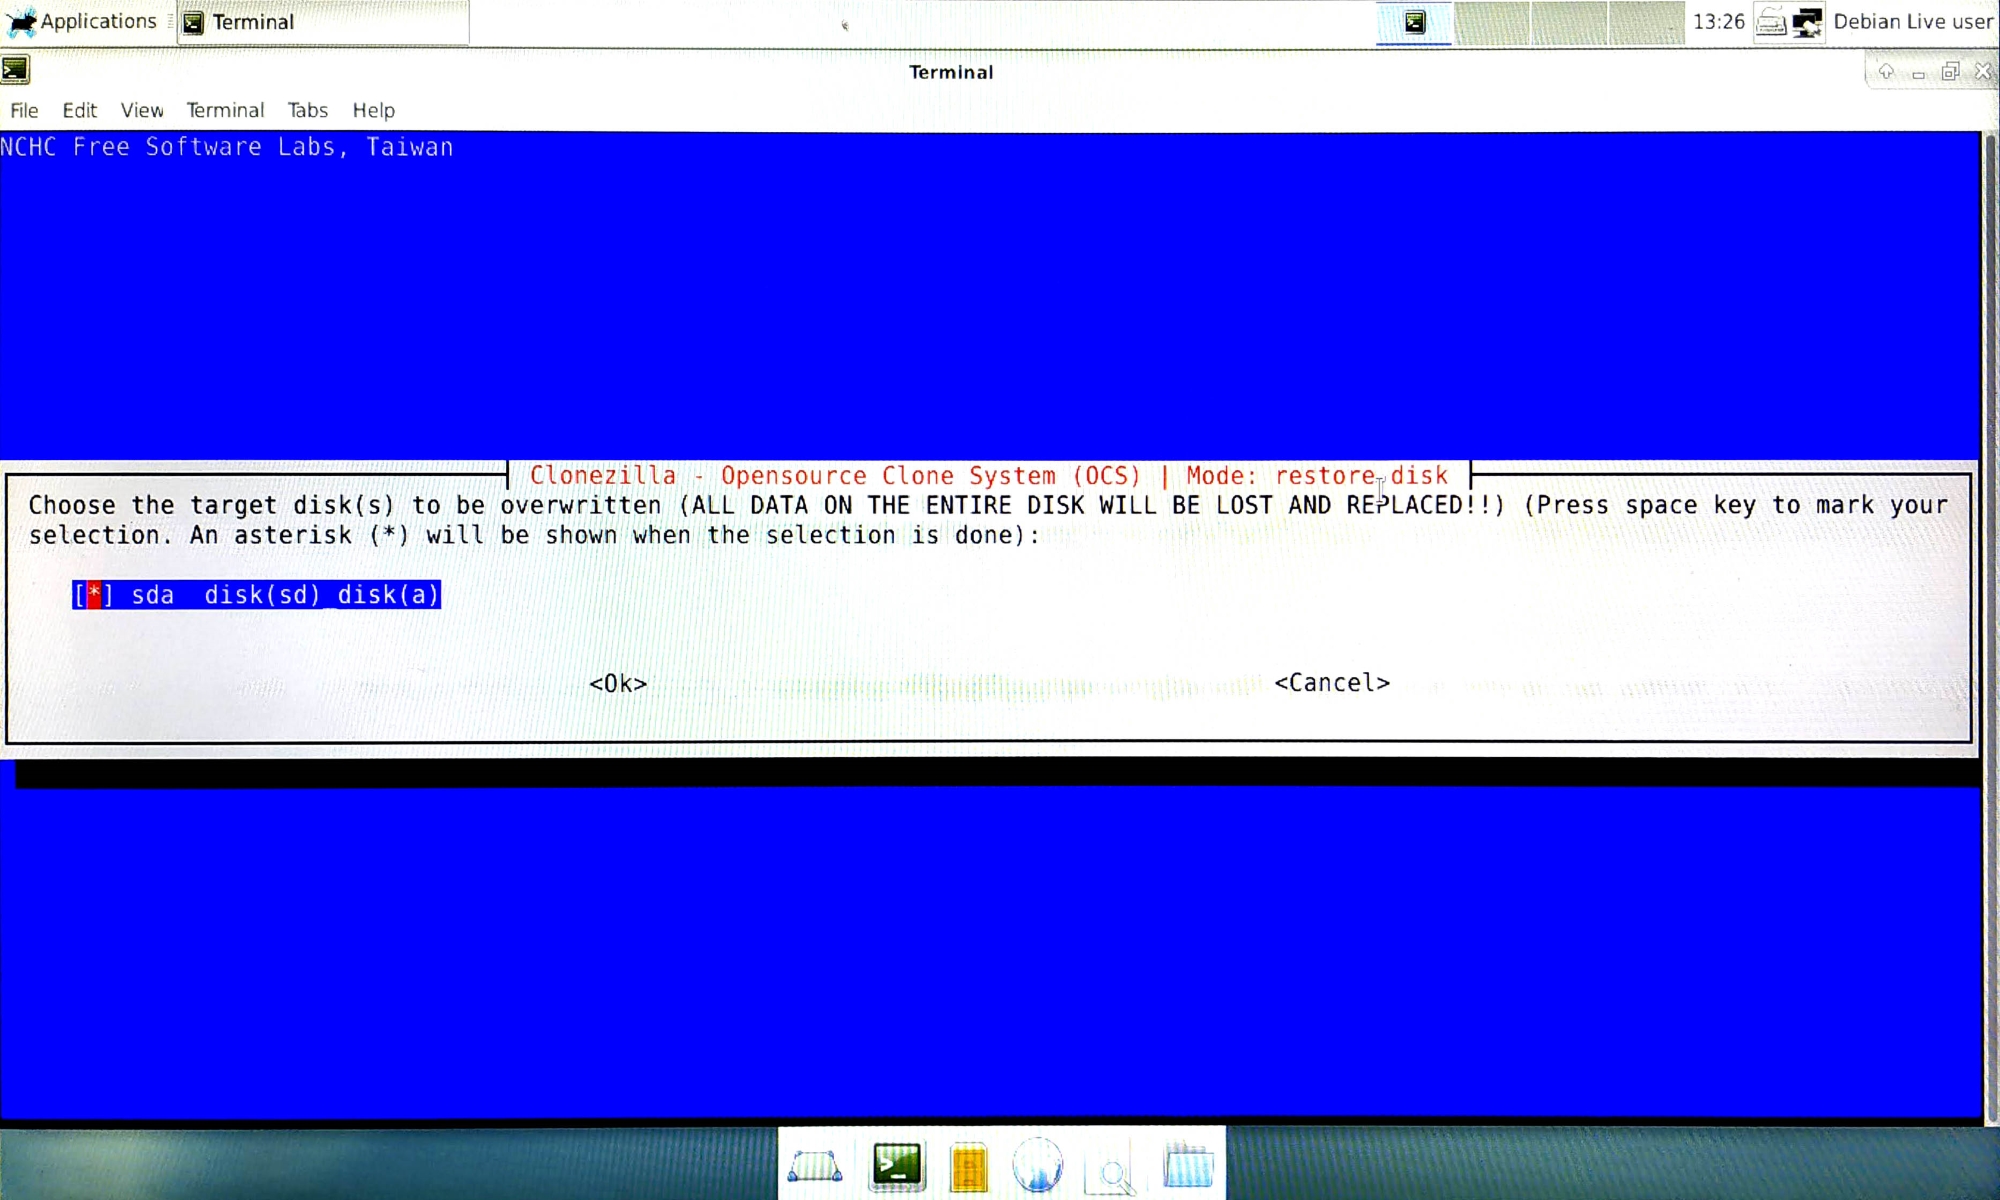 Applications
Terminal
13:26
Debian Live user
Terminal
File Edit View Terminal Tabs Help
NCHC Free Software Labs, Taiwan
Clonezilla - Opensource Clone System (OCS) | Mode: restore_disk
Choose the target disk(s) to be overwritten (ALL DATA ON THE ENTIRE DISK WILL BE LOST AND REPLACED!!) (Press space key to mark your
selection. An asterisk (*) will be shown when the selection is done):
[*] sda disk(sd)_disk(a)
<Ok> <Cancel>